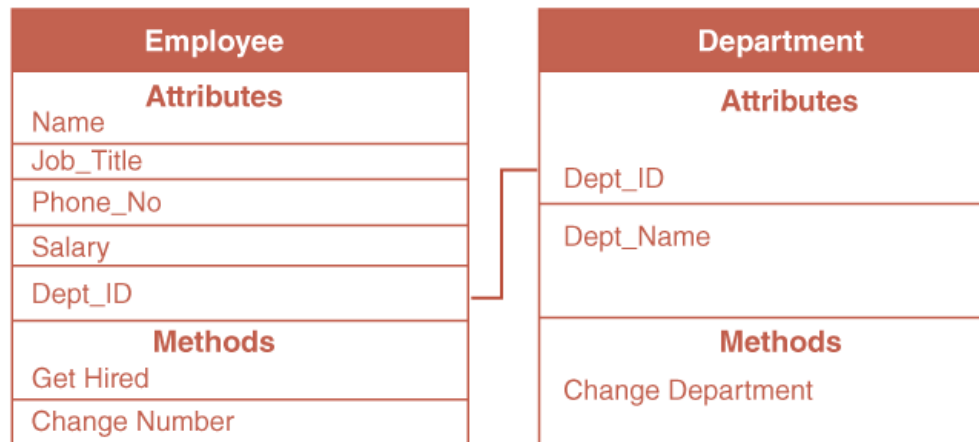 Employee
Attributes
Name
Job_Title
Phone_No
Salary
Dept_ID
Methods
Get Hired
Change Number
Department
Attributes
Dept_ID
Dept_Name
Methods
Change Department